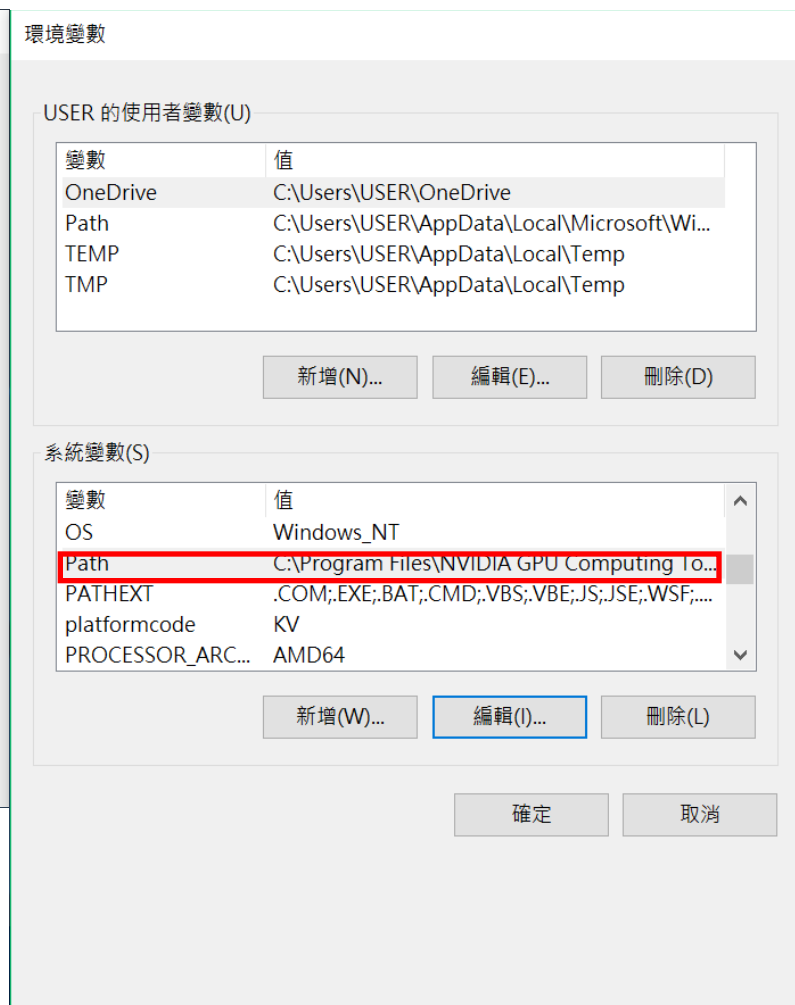 環境變數
USER 的使用者變數(U)
變數 值
OneDrive C:\Users\USER\OneDrive
Path C:\Users\USER\AppData\Local\Microsoft\Wi...
TEMP C:\Users\USER\AppData\Local\Temp
TMP C:\Users\USER\AppData\Local\Temp
新增(N)... 編輯(E)... 刪除(D)
系統變數(S)
變數 值
OS Windows_NT
Path C:\Program Files\NVIDIA GPU Computing To...
PATHEXT .COM;.EXE;.BAT;.CMD;.VBS;.VBE;.JS;.JSE;.WSF;....
platformcode KV
PROCESSOR_ARC... AMD64
新增(W)... 編輯(I)... 刪除(L)
確定 取消